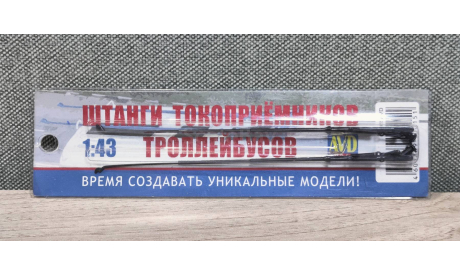 ШТАНГИ ТОКОПРИЁМНИКОВ
1:43 ТРОЛЛЕЙБУСОВ AVD
ВРЕМЯ СОЗДАВАТЬ УНИКАЛЬНЫЕ МОДЕЛИ!